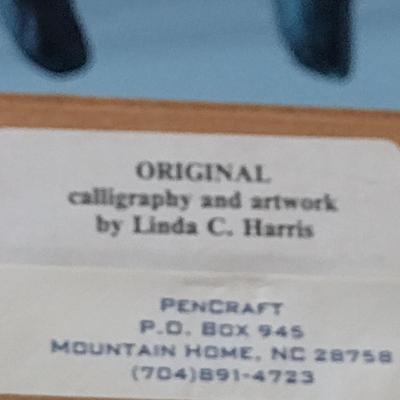 ORIGINAL
calligraphy and artwork
by Linda C. Harris
PENCRAFT
P.O. BOX 945
MOUNTAIN HOME, NC 28758
(704)891-4723